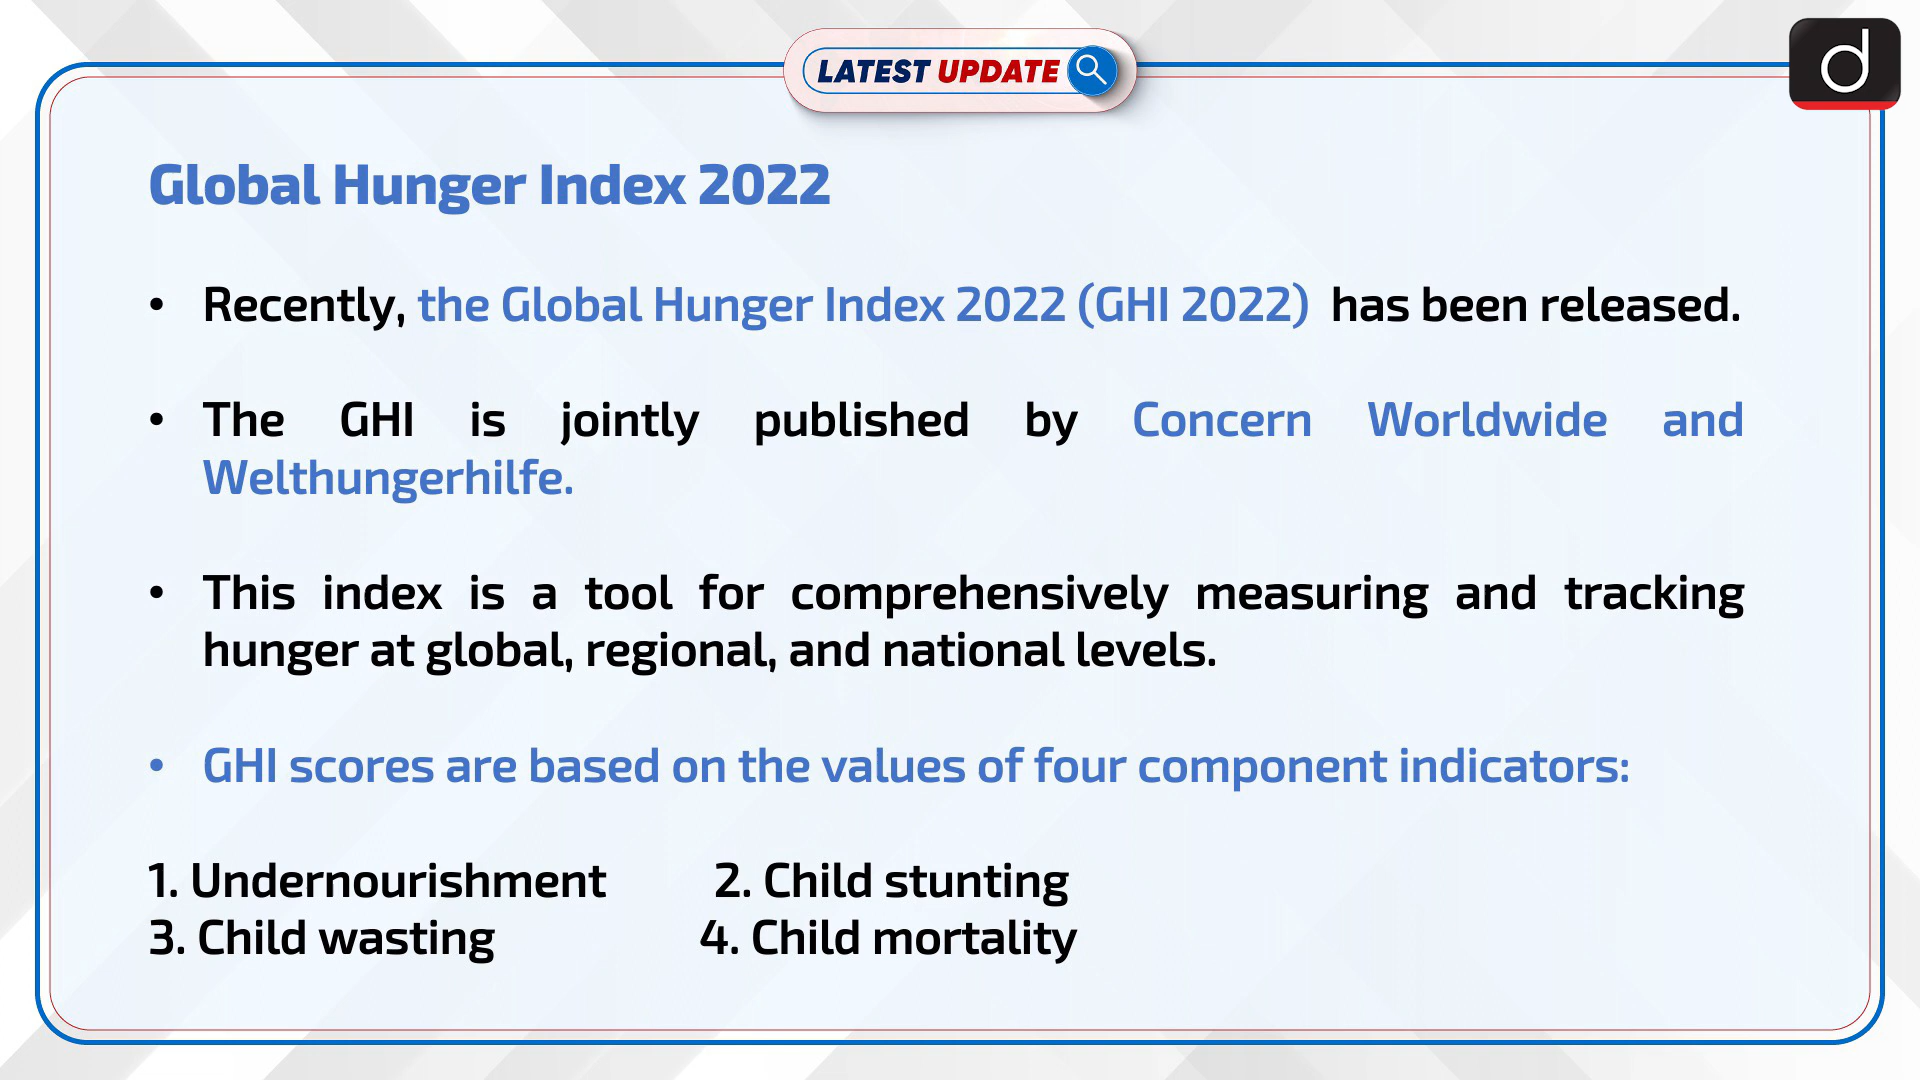 LATEST UPDATE
d
Global Hunger Index 2022
• Recently, the Global Hunger Index 2022 (GHI 2022) has been released.
• The GHI is jointly published by Concern Worldwide and
Welthungerhilfe.
• This index is a tool for comprehensively measuring and tracking
hunger at global, regional, and national levels.
• GHI scores are based on the values of four component indicators:
1. Undernourishment 2. Child stunting
3. Child wasting 4. Child mortality